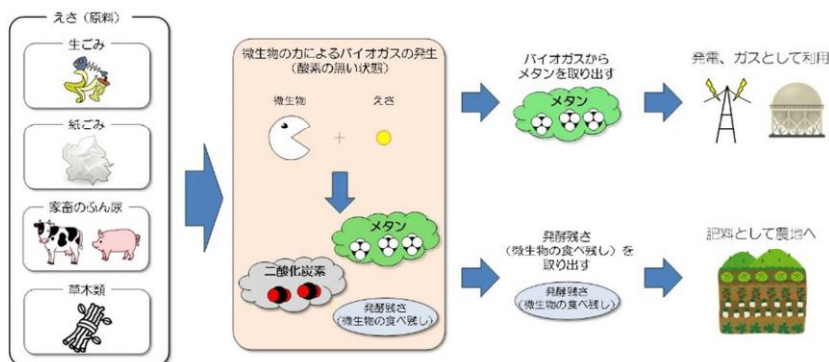 えさ（原料）
生ごみ
紙ごみ
家畜のふん尿
草木類
微生物の力によるバイオガスの発生
（酸素の無い状態）
微生物
えさ
+
メタン
二酸化炭素
発酵残さ
（微生物の食べ残し）
バイオガスから
メタンを取り出す
メタン
発電、ガスとして利用
発酵残さ
（微生物の食べ残し）を
取り出す
発酵残さ
（微生物の食べ残し）
肥料として農地へ